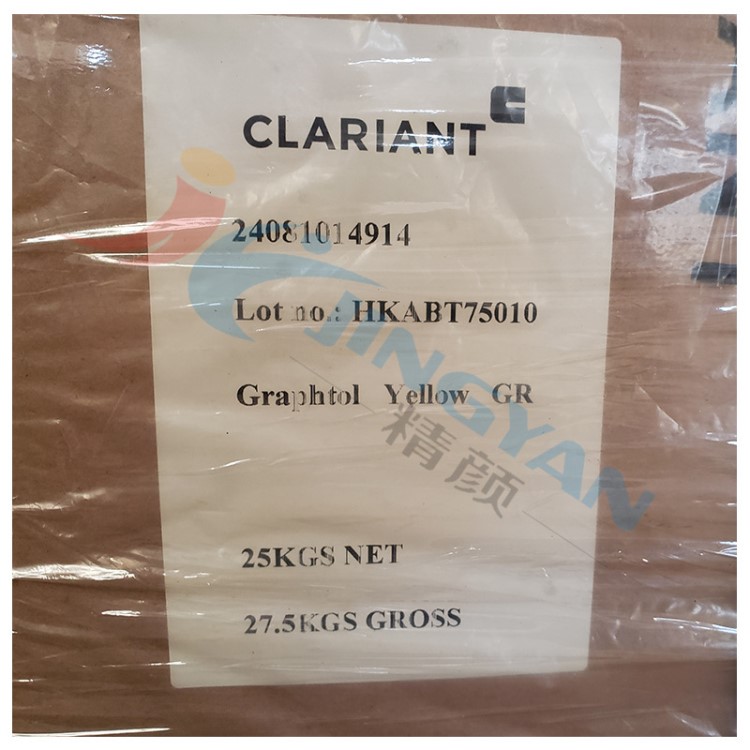 CLARIANT
24081014914
Lot no.: HKABT75010
Graphtol Yellow GR
JINGYAN
精颜
25KGS NET
27.5KGS GROSS